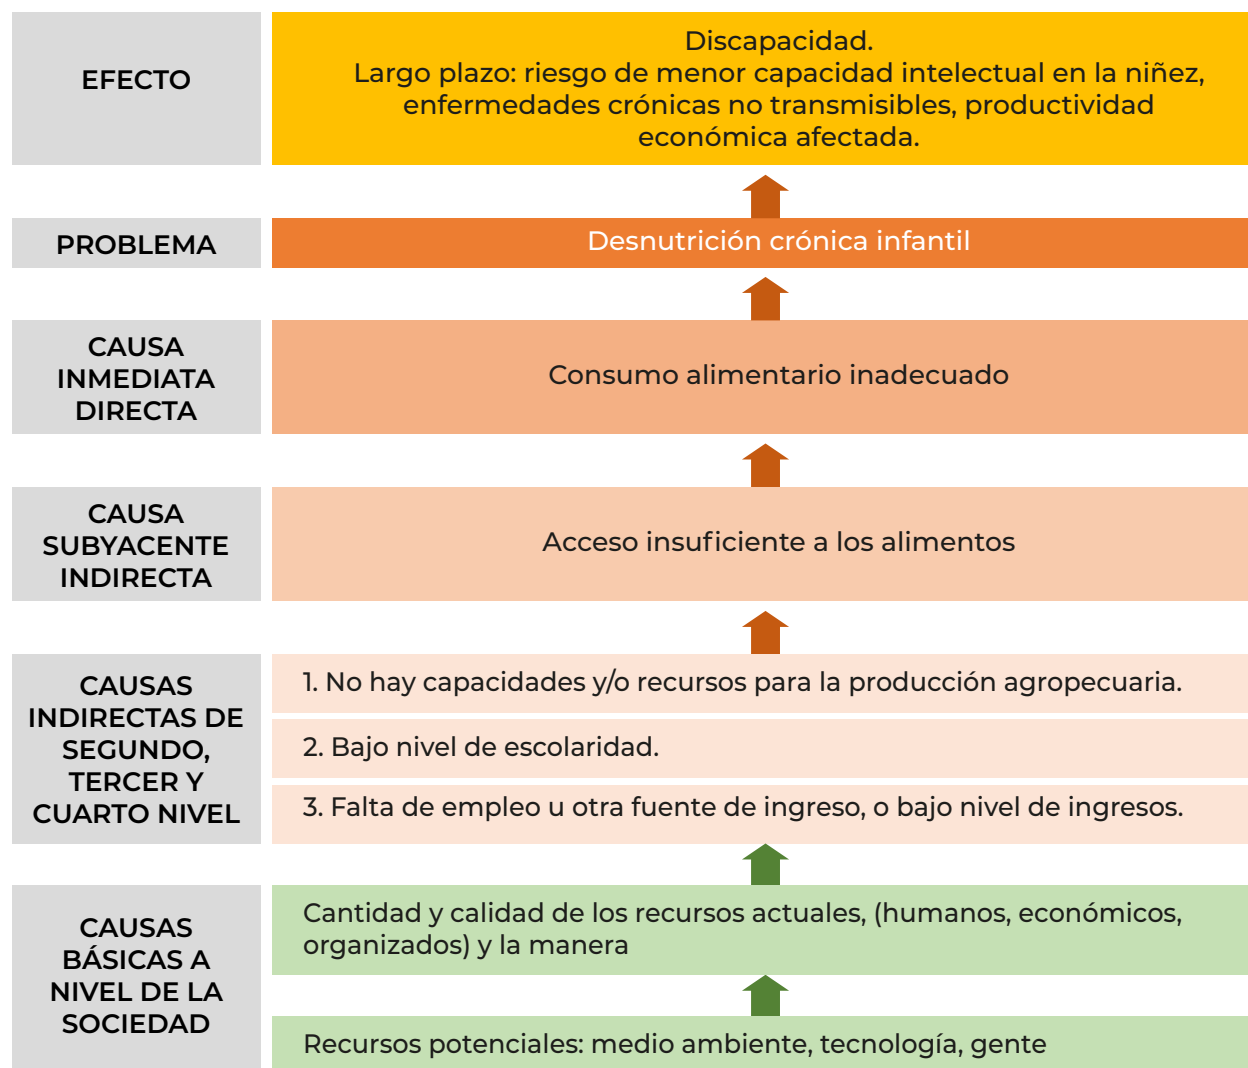 EFECTO
Discapacidad.
Largo plazo: riesgo de menor capacidad intelectual en la niñez,
enfermedades crónicas no transmisibles, productividad
económica afectada.
PROBLEMA
Desnutrición crónica infantil
CAUSA
INMEDIATA
DIRECTA
Consumo alimentario inadecuado
CAUSA
SUBYACENTE
INDIRECTA
Acceso insuficiente a los alimentos
CAUSAS
INDIRECTAS DE
SEGUNDO,
TERCER Y
CUARTO NIVEL
1. No hay capacidades y/o recursos para la producción agropecuaria.
2. Bajo nivel de escolaridad.
3. Falta de empleo u otra fuente de ingreso, o bajo nivel de ingresos.
CAUSAS
BÁSICAS A
NIVEL DE LA
SOCIEDAD
Cantidad y calidad de los recursos actuales, (humanos, económicos,
organizados) y la manera
Recursos potenciales: medio ambiente, tecnología, gente